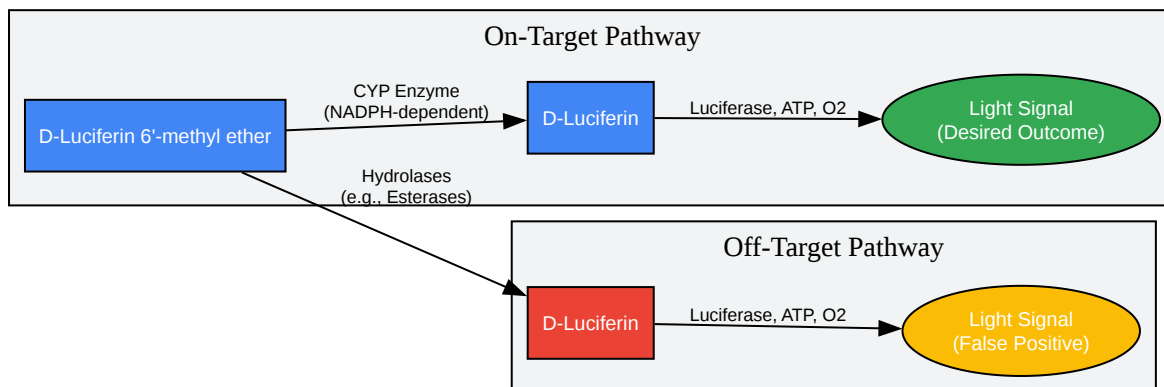 On-Target Pathway
D-Luciferin 6'-methyl ether
CYP Enzyme
(NADPH-dependent)
D-Luciferin
Luciferase, ATP, O2
Light Signal
(Desired Outcome)
Hydrolases
(e.g., Esterases)
Off-Target Pathway
D-Luciferin
Luciferase, ATP, O2
Light Signal
(False Positive)